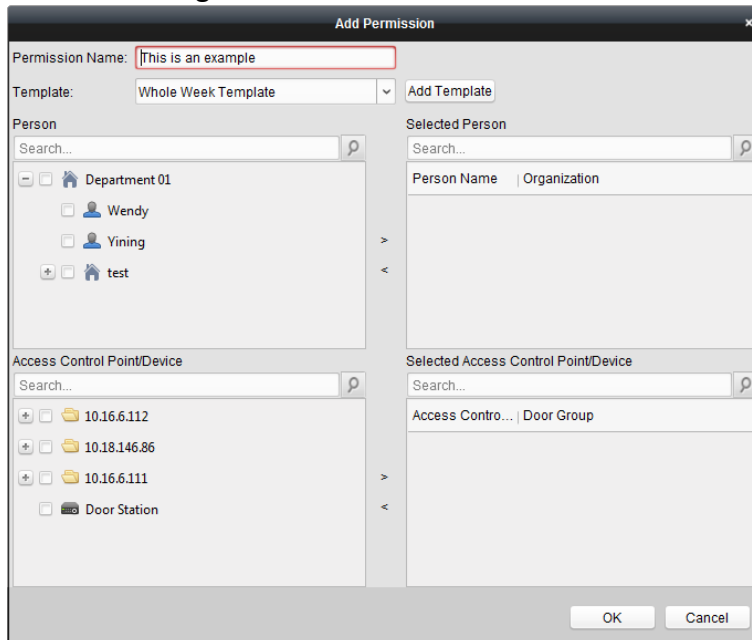 Add Permission
Permission Name: This is an example
Template: Whole Week Template Add Template
Person
Search...
Department 01
Wendy
Yining
test
>
<
Selected Person
Search...
Person Name Organization
Access Control Point/Device
Search...
10.16.6.112
10.18.146.86
10.16.6.111
Door Station
>
<
Selected Access Control Point/Device
Search...
Access Contro... Door Group
OK Cancel